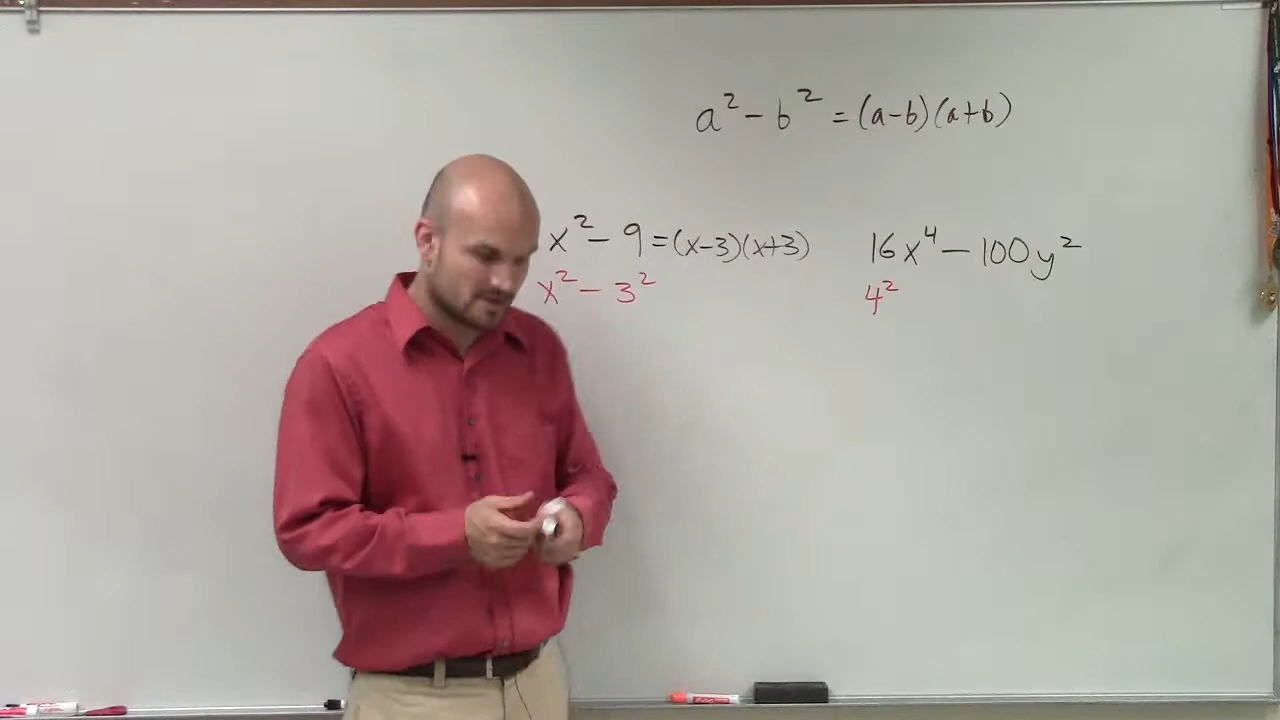 a² - b² = (a-b)(a+b)
x² - 9 = (x-3)(x+3)
16x⁴ - 100y²
x² - 3²
4²